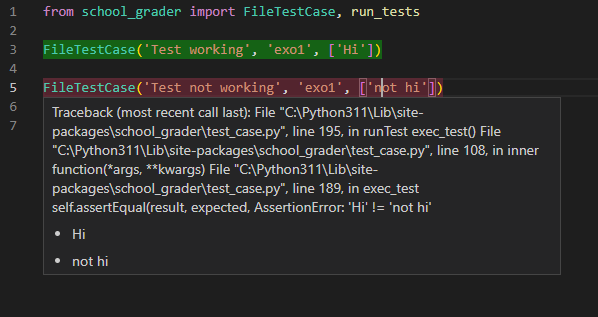 1 from school_grader import FileTestCase, run_tests
2
3 FileTestCase('Test working', 'exo1', ['Hi'])
4
5 FileTestCase('Test not working', 'exo1', ['not hi'])
6
7
Traceback (most recent call last): File "C:\Python311\Lib\site-
packages\school_grader\test_case.py", line 195, in runTest exec_test() File
"C:\Python311\Lib\site-packages\school_grader\test_case.py", line 108, in inner
function(*args, **kwargs) File "C:\Python311\Lib\site-
packages\school_grader\test_case.py", line 189, in exec_test
self.assertEqual(result, expected, AssertionError: 'Hi' != 'not hi'
• Hi
• not hi